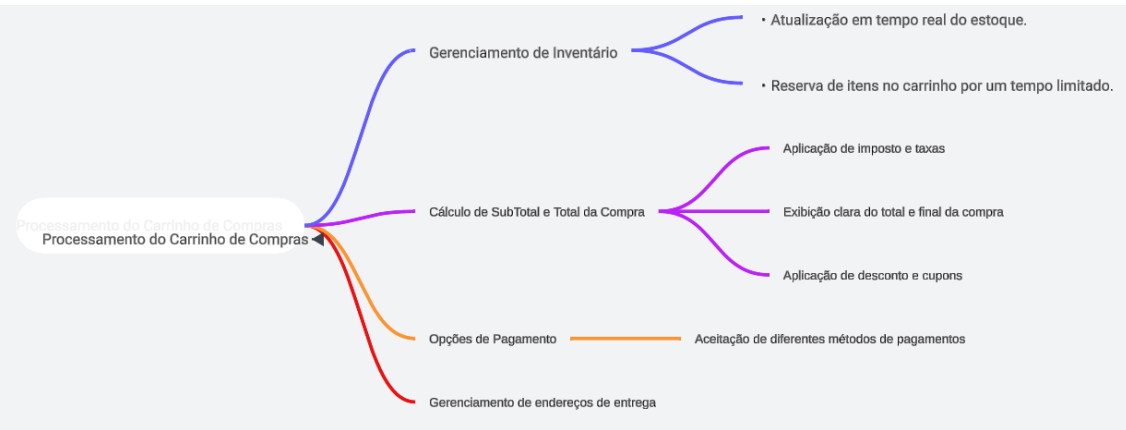 Processamento do Carrinho de Compras
Processamento do Carrinho de Compras
Gerenciamento de Inventário
• Atualização em tempo real do estoque.
• Reserva de itens no carrinho por um tempo limitado.
Cálculo de SubTotal e Total da Compra
Aplicação de imposto e taxas
Exibição clara do total e final da compra
Aplicação de desconto e cupons
Opções de Pagamento
Aceitação de diferentes métodos de pagamentos
Gerenciamento de endereços de entrega